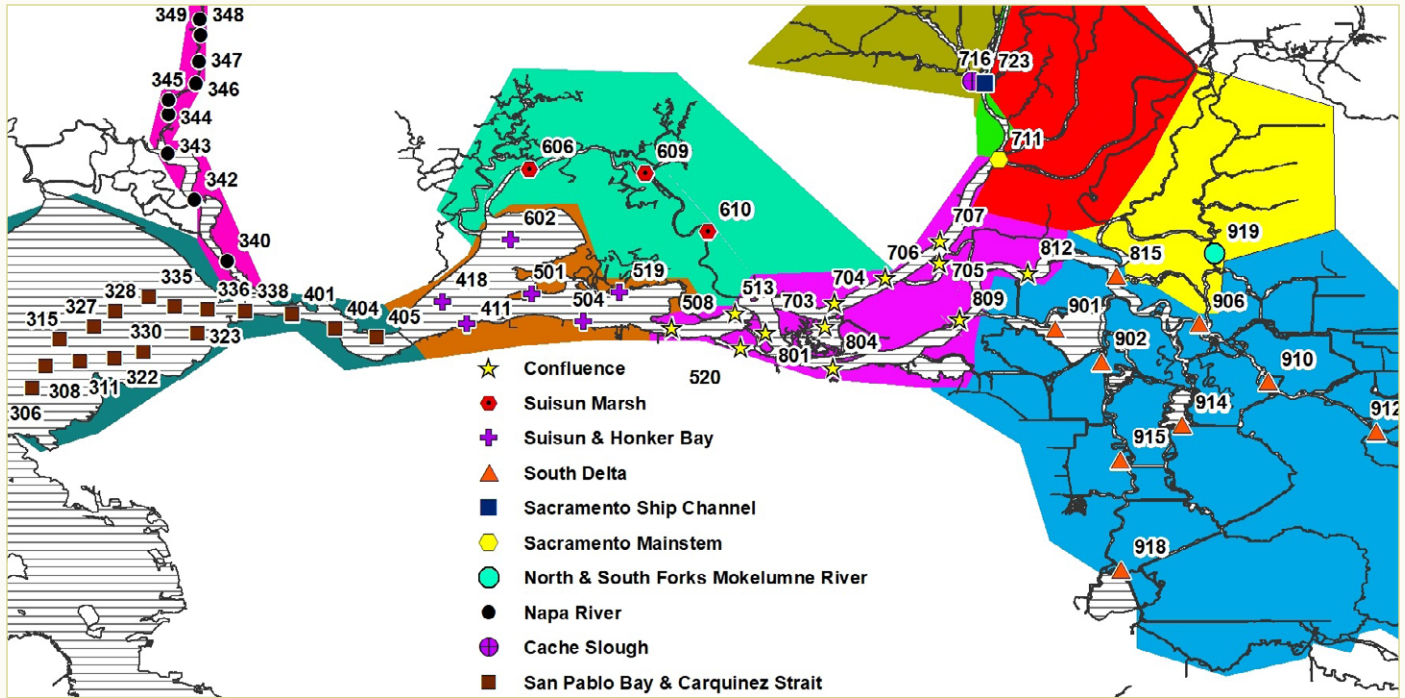 349 348
347
345 346
344
343
342
340
716 723
711
606 609
610
602
707
706
705 812 815 919
335
328 336 338 401
327 404
315 330 405
323
308 311 322
306
418 501 519
411 504 508
513 703 704
801 804 809
520
901 906
902 910
914 912
915
918
Confluence
Suisun Marsh
Suisun & Honker Bay
South Delta
Sacramento Ship Channel
Sacramento Mainstem
North & South Forks Mokelumne River
Napa River
Cache Slough
San Pablo Bay & Carquinez Strait